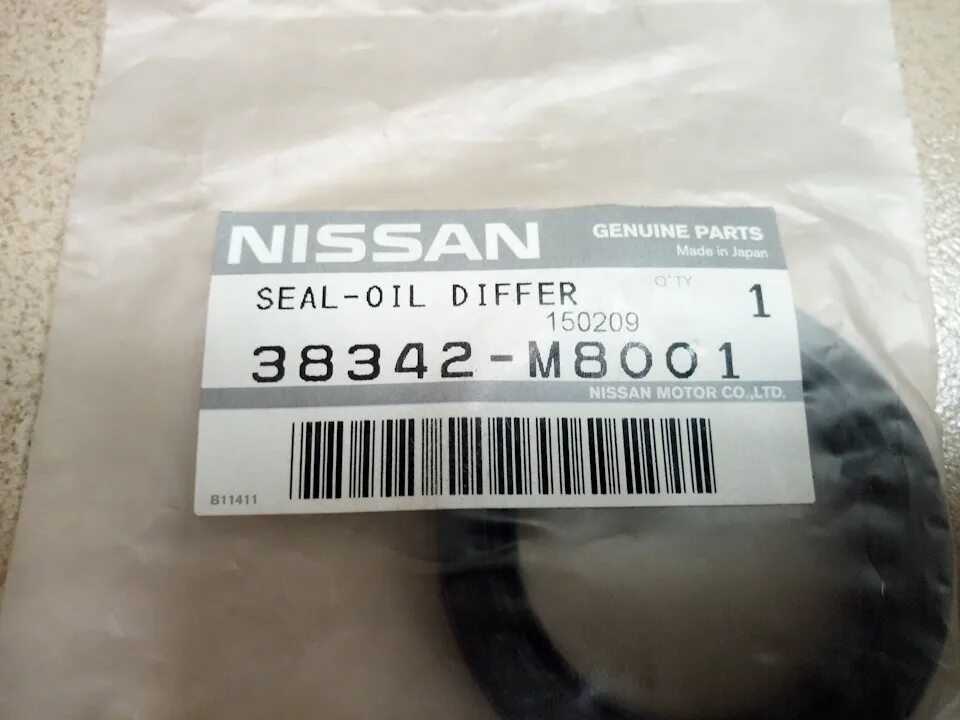 NISSAN GENUINE PARTS
Made in Japan
SEAL-OIL DIFFER Q'TY 1
150209
38342-M8001
NISSAN MOTOR CO.,LTD.
B11411